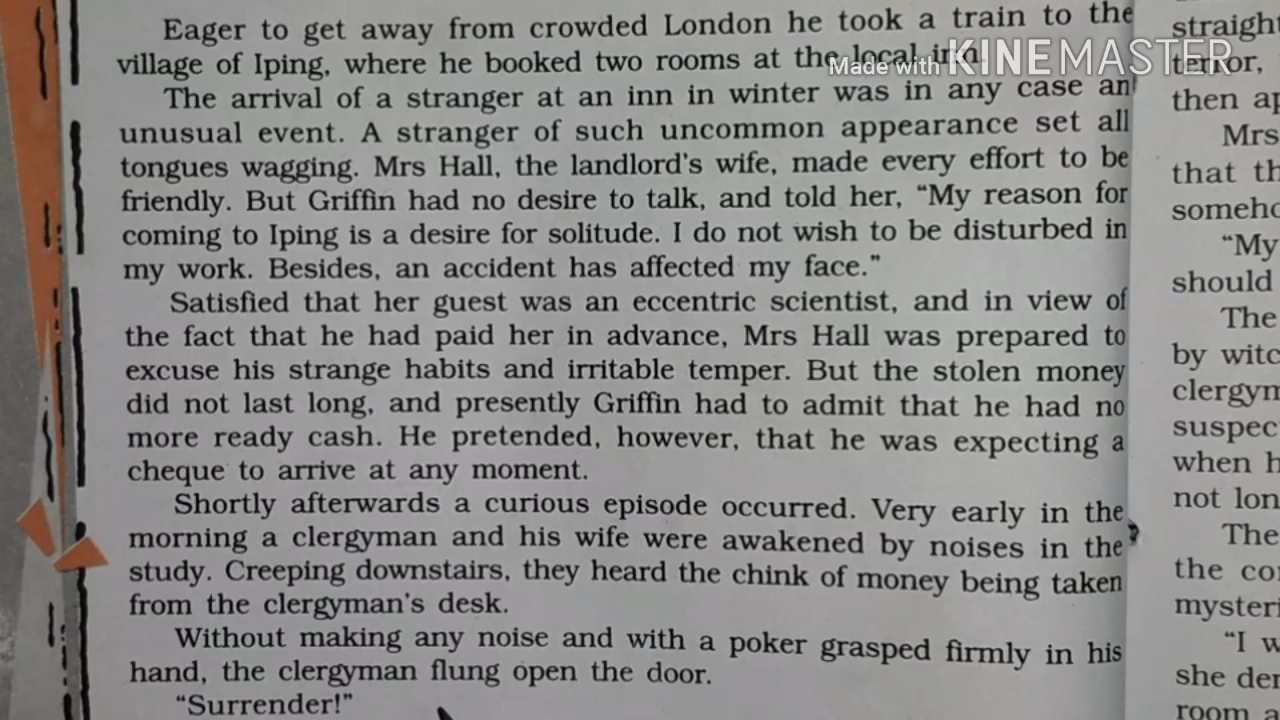 Eager to get away from crowded London he took a train to the
village of Iping, where he booked two rooms at the local inn.
Made with KINEMASTER
The arrival of a stranger at an inn in winter was in any case an
unusual event. A stranger of such uncommon appearance set all
tongues wagging. Mrs Hall, the landlord's wife, made every effort to be
friendly. But Griffin had no desire to talk, and told her, “My reason for
coming to Iping is a desire for solitude. I do not wish to be disturbed in
my work. Besides, an accident has affected my face.”
Satisfied that her guest was an eccentric scientist, and in view of
the fact that he had paid her in advance, Mrs Hall was prepared to
excuse his strange habits and irritable temper. But the stolen money
did not last long, and presently Griffin had to admit that he had no
more ready cash. He pretended, however, that he was expecting a
cheque to arrive at any moment.
Shortly afterwards a curious episode occurred. Very early in the
morning a clergyman and his wife were awakened by noises in the
study. Creeping downstairs, they heard the chink of money being taken
from the clergyman's desk.
Without making any noise and with a poker grasped firmly in his
hand, the clergyman flung open the door.
“Surrender!”
terror,
then
Mrs
that
“My
should
The
by
when
not
The
the
“I
she
room